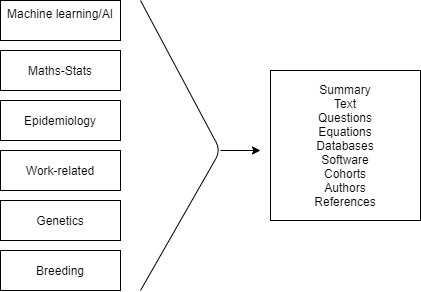 Machine learning/AI
Maths-Stats
Epidemiology
Work-related
Genetics
Breeding
Summary
Text
Questions
Equations
Databases
Software
Cohorts
Authors
References